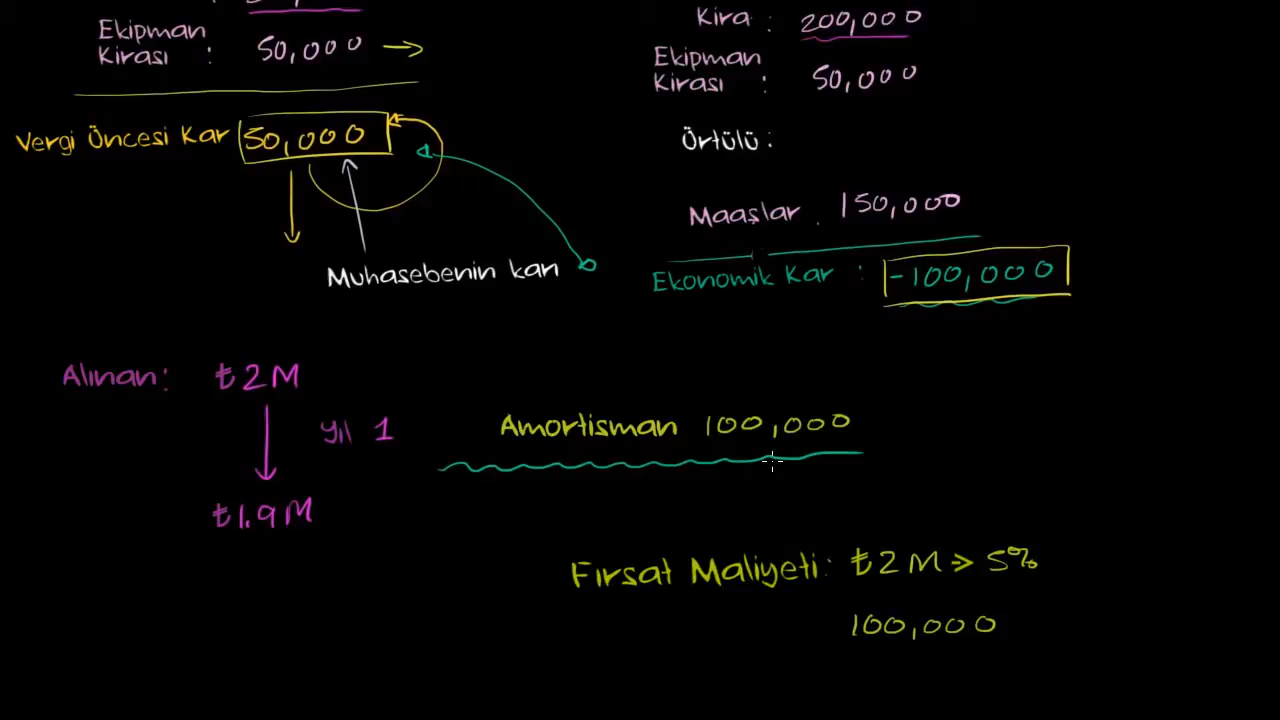 Ekipman
Kirası : 50,000
Vergi Öncesi Kar 50,000
Muhasebenin karı
Kira : 200,000
Ekipman
Kirası : 50,000
Örtülü:
Maaşlar : 150,000
Ekonomik Kar : -100,000
Alınan: ₺2M
Yıl 1
₺1.9M
Amortisman 100,000
Fırsat Maliyeti: ₺2M > 5%
100,000